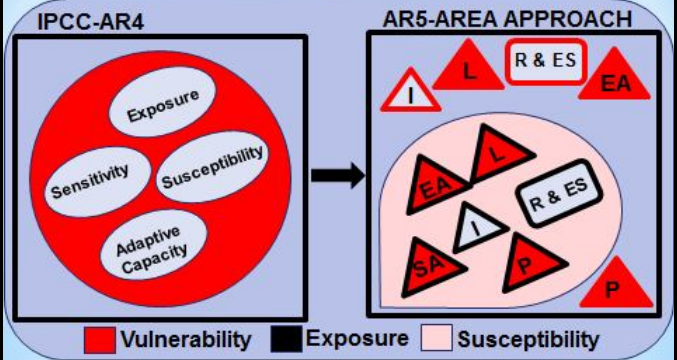 IPCC-AR4
AR5-AREA APPROACH
Exposure
Sensitivity
Susceptibility
Adaptive
Capacity
I
L
R & ES
EA
EA
L
I
R & ES
SA
P
P
Vulnerability
Exposure
Susceptibility